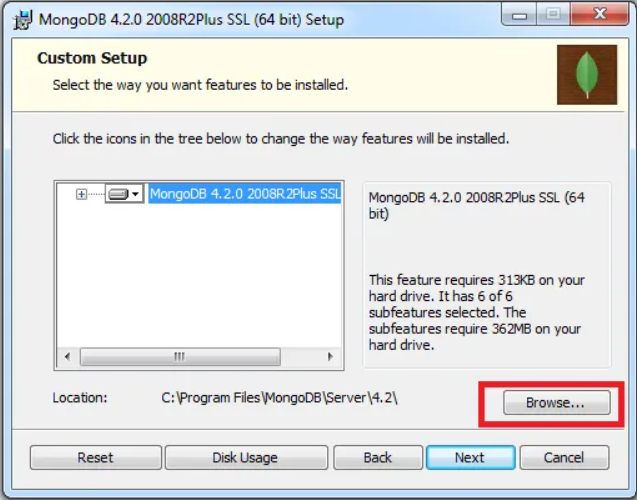 MongoDB 4.2.0 2008R2Plus SSL (64 bit) Setup
Custom Setup
Select the way you want features to be installed.
Click the icons in the tree below to change the way features will be installed.
MongoDB 4.2.0 2008R2Plus SSL
MongoDB 4.2.0 2008R2Plus SSL (64
bit)
This feature requires 313KB on your
hard drive. It has 6 of 6
subfeatures selected. The
subfeatures require 362MB on your
hard drive.
Location: C:\Program Files\MongoDB\Server\4.2\ Browse...
Reset Disk Usage Back Next Cancel